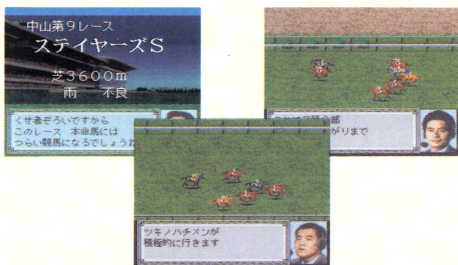 中山第9レース
ステイヤーズS
芝3600m
雨 不良
くせ者ぞろいですから
このレース 本命馬には
つらい競馬になるでしょうね
がりまで
ツキノハチメンが
積極的に行きます